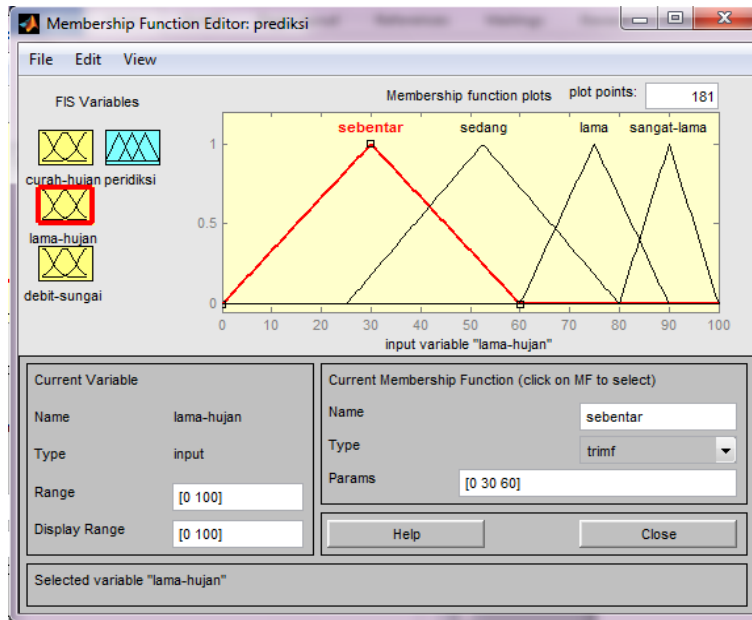 Membership Function Editor: prediksi
File Edit View
FIS Variables
Membership function plots
plot points:
181
curah-hujan
peridiksi
lama-hujan
debit-sungai
sebentar
sedang
lama
sangat-lama
1
0.5
0
0 10 20 30 40 50 60 70 80 90 100
input variable "lama-hujan"
Current Variable
Name lama-hujan
Type input
Range [0 100]
Display Range [0 100]
Current Membership Function (click on MF to select)
Name sebentar
Type trimf
Params [0 30 60]
Help
Close
Selected variable "lama-hujan"